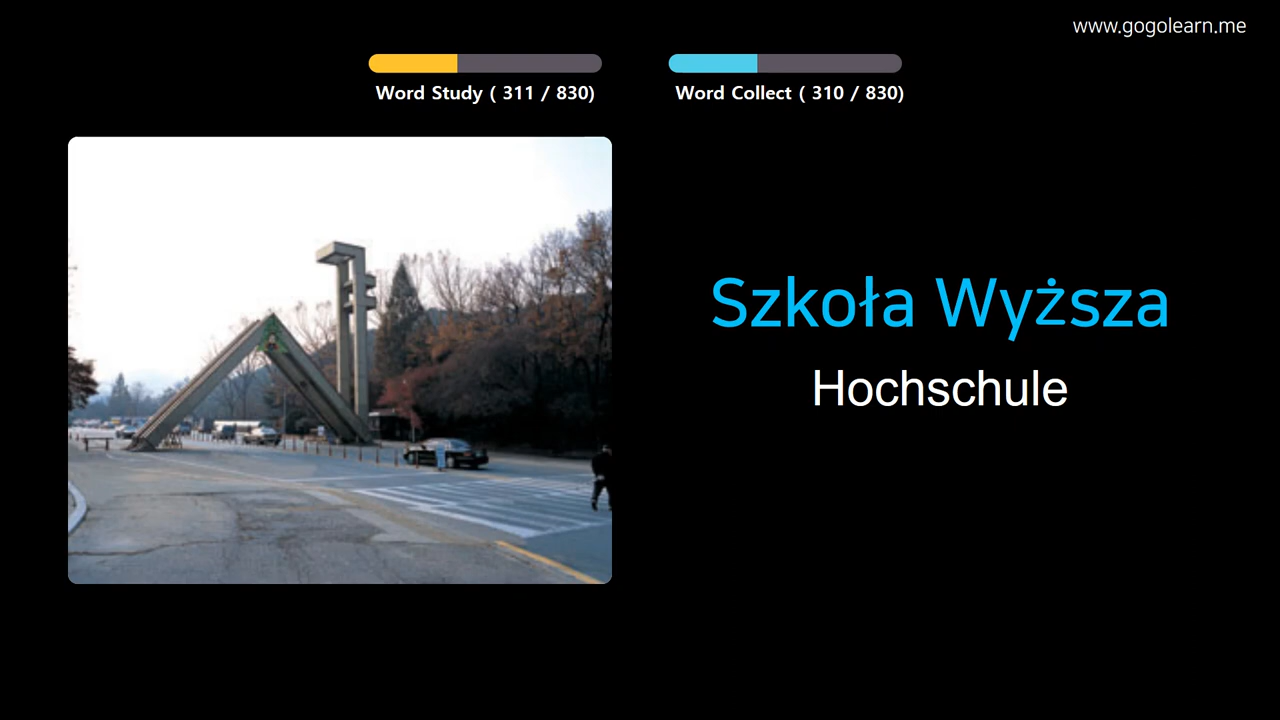 www.gogolearn.me
Word Study ( 311 / 830)
Word Collect ( 310 / 830)
Szkoła Wyższa
Hochschule